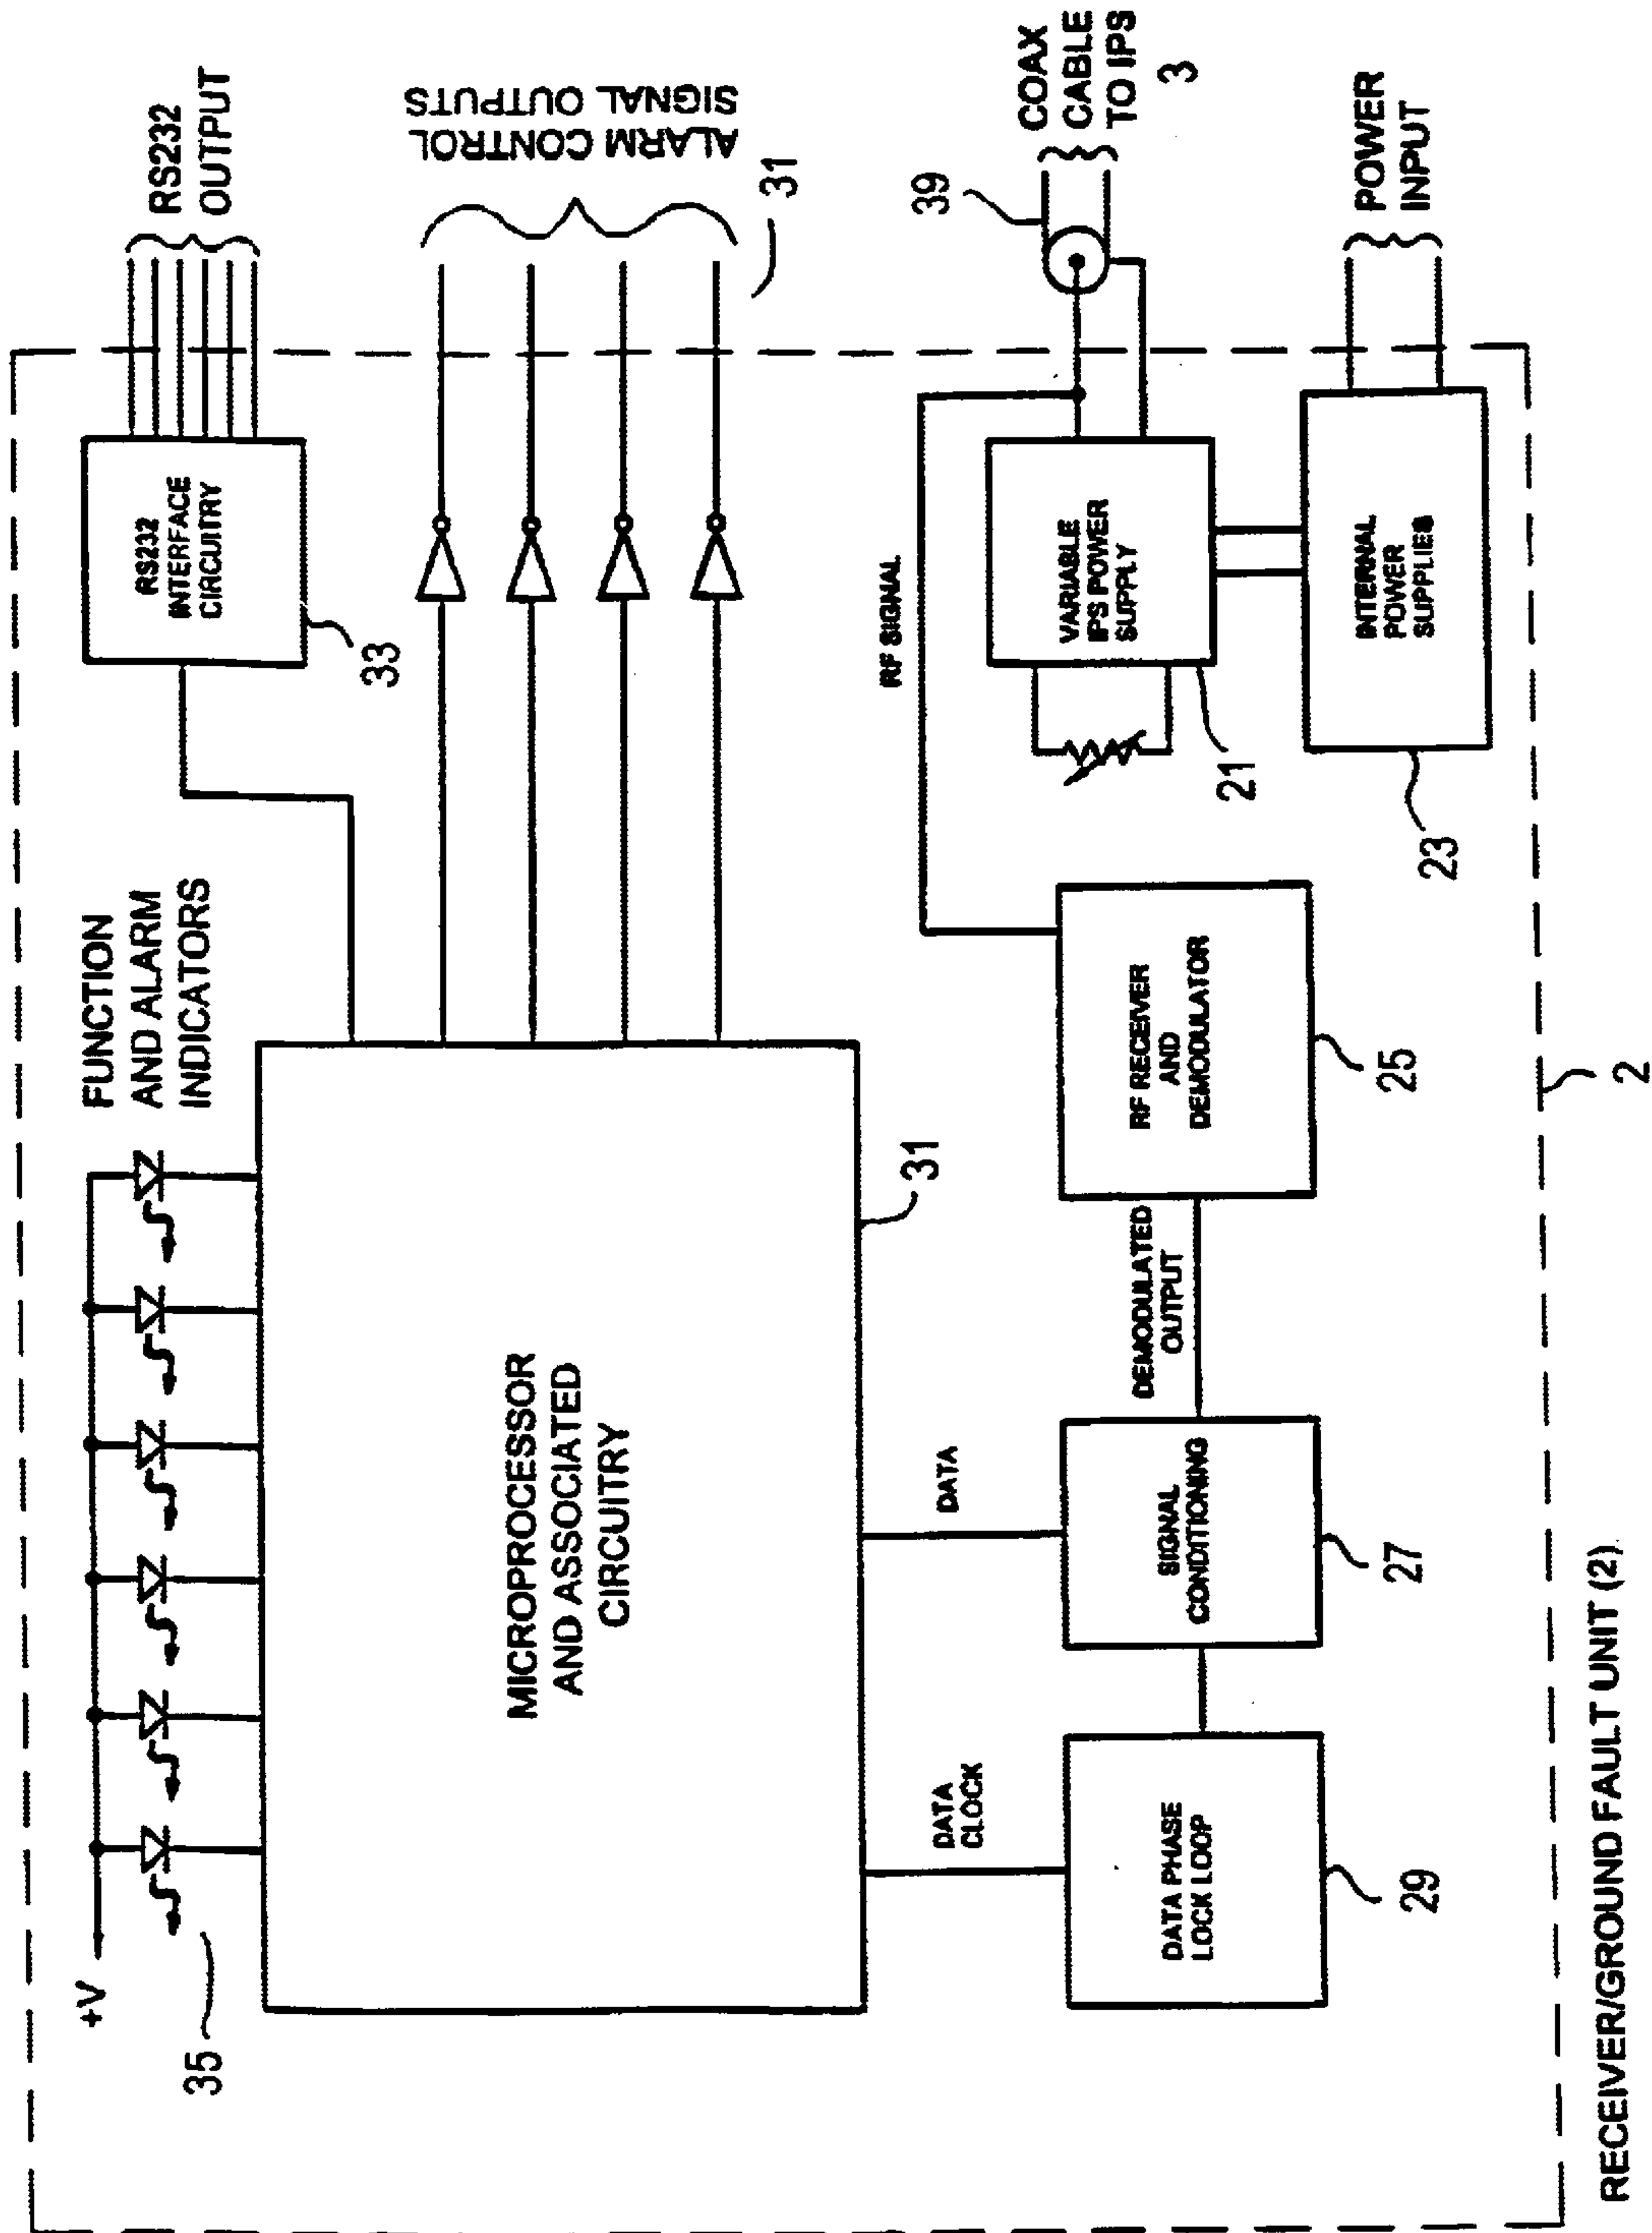 RS232
OUTPUT
RS232
INTERFACE
CIRCUITRY
33
ALARM CONTROL
SIGNAL OUTPUTS
31
FUNCTION
AND ALARM
INDICATORS
+V
35
MICROPROCESSOR
AND ASSOCIATED
CIRCUITRY
31
COAX
CABLE
TO IPS
3
39
RF SIGNAL
VARIABLE
IPS POWER
SUPPLY
21
POWER
INPUT
INTERNAL
POWER
SUPPLIES
23
RF RECEIVER
AND
DEMODULATOR
25
DEMODULATED
OUTPUT
DATA
SIGNAL
CONDITIONING
27
DATA
CLOCK
DATA PHASE
LOCK LOOP
29
2
RECEIVER/GROUND FAULT UNIT (2)